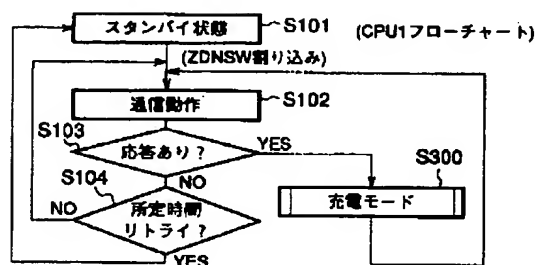 スタンバイ状態
S101
(CPU1フローチャート)
(ZDNSW割り込み)
通信動作
S102
S103
応答あり?
YES
NO
S104
S300
充電モード
NO
所定時間
リトライ?
YES